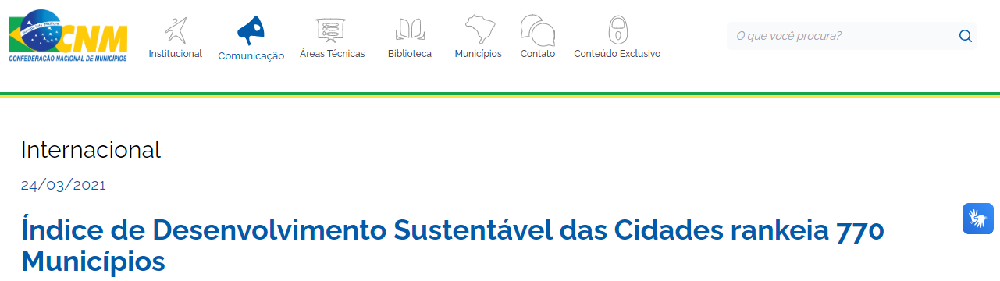 CNM
CONFEDERAÇÃO NACIONAL DE MUNICÍPIOS
Institucional
Comunicação
Áreas Técnicas
Biblioteca
Municípios
Contato
Conteúdo Exclusivo
O que você procura?
Internacional
24/03/2021
Índice de Desenvolvimento Sustentável das Cidades rankeia 770
Municípios